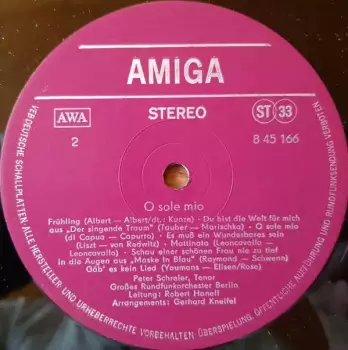 AMIGA
AWA
STEREO
ST 33
2
8 45 166
O sole mio
Frühling (Albert — Albert/dt.: Kunze) · Du bist die Welt für mich
aus „Der singende Traum" (Tauber — Marischka) · O sole mio
(di Capua — Capurro) · Es muß ein Wunderbares sein
(Liszt — von Redwitz) · Mattinata (Leoncavallo —
Leoncavallo) · Schau einer schönen Frau nie zu tief
in die Augen aus „Maske in Blau" (Raymond — Schwenn)
Gäb' es kein Lied (Youmans — Elisen/Rose)
Peter Schreier, Tenor
Großes Rundfunkorchester Berlin
Leitung: Robert Hanell
Arrangements: Gerhard Kneifel
VEB DEUTSCHE SCHALLPLATTEN ALLE HERSTELLER- UND URHEBERRECHTE VORBEHALTEN ÜBERSPIELUNG, ÖFFENTLICHE AUFFÜHRUNG UND RUNDFUNKSENDUNG VERBOTEN